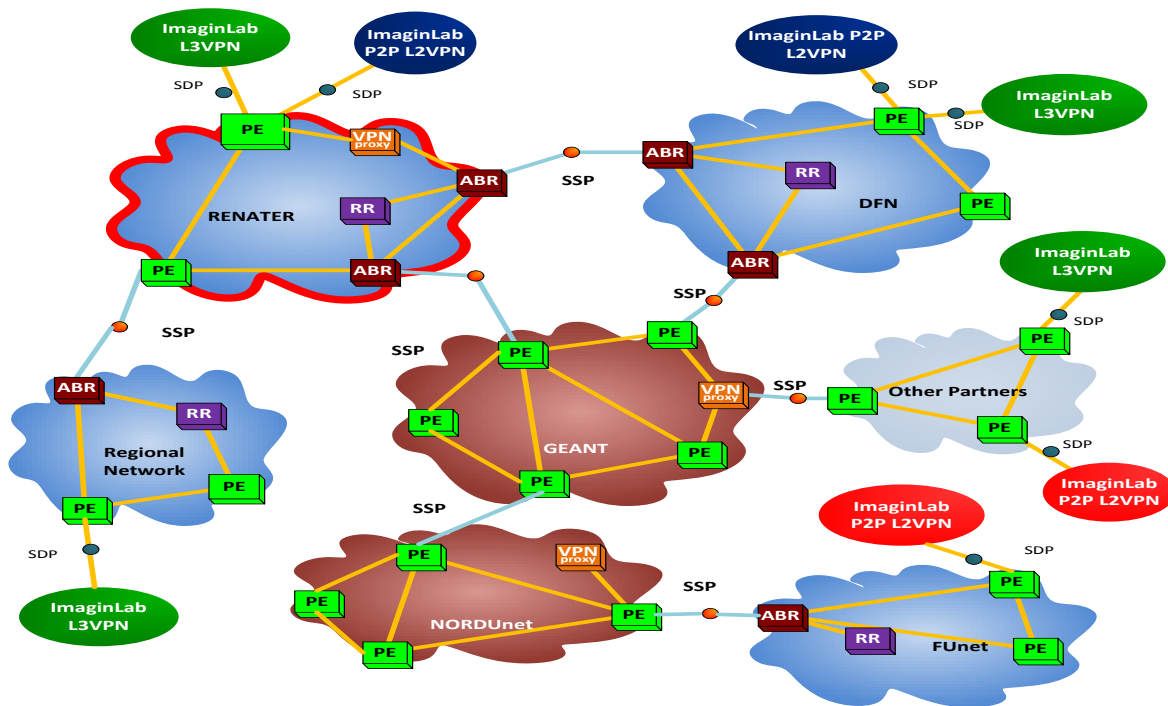 ImaginLab
L3VPN
ImaginLab
P2P L2VPN
SDP
SDP
PE
VPN
proxy
ABR
RR
RENATER
PE
ABR
SSP
ImaginLab P2P
L2VPN
SDP
ImaginLab
L3VPN
PE
SDP
ABR
RR
DFN
PE
ABR
SSP
SSP
ABR
RR
Regional
Network
PE
PE
SDP
ImaginLab
L3VPN
SSP
PE
PE
VPN
proxy
PE
GEANT
PE
PE
SSP
ImaginLab
L3VPN
SDP
PE
Other Partners
PE
PE
SDP
ImaginLab
P2P L2VPN
SSP
PE
VPN
proxy
PE
NORDUnet
PE
PE
SSP
ImaginLab
P2P L2VPN
SDP
PE
ABR
RR
FUnet
PE